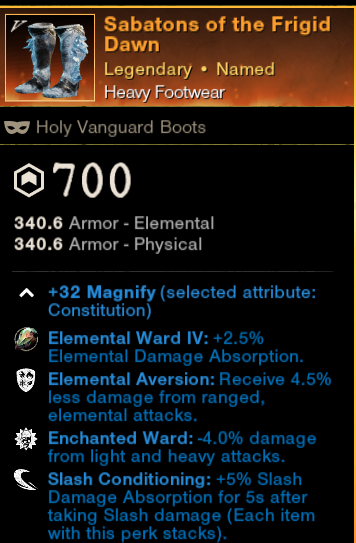 V
Sabatons of the Frigid
Dawn
Legendary • Named
Heavy Footwear
Holy Vanguard Boots
700
340.6 Armor - Elemental
340.6 Armor - Physical
+32 Magnify (selected attribute:
Constitution)
Elemental Ward IV: +2.5%
Elemental Damage Absorption.
Elemental Aversion: Receive 4.5%
less damage from ranged,
elemental attacks.
Enchanted Ward: -4.0% damage
from light and heavy attacks.
Slash Conditioning: +5% Slash
Damage Absorption for 5s after
taking Slash damage (Each item
with this perk stacks).